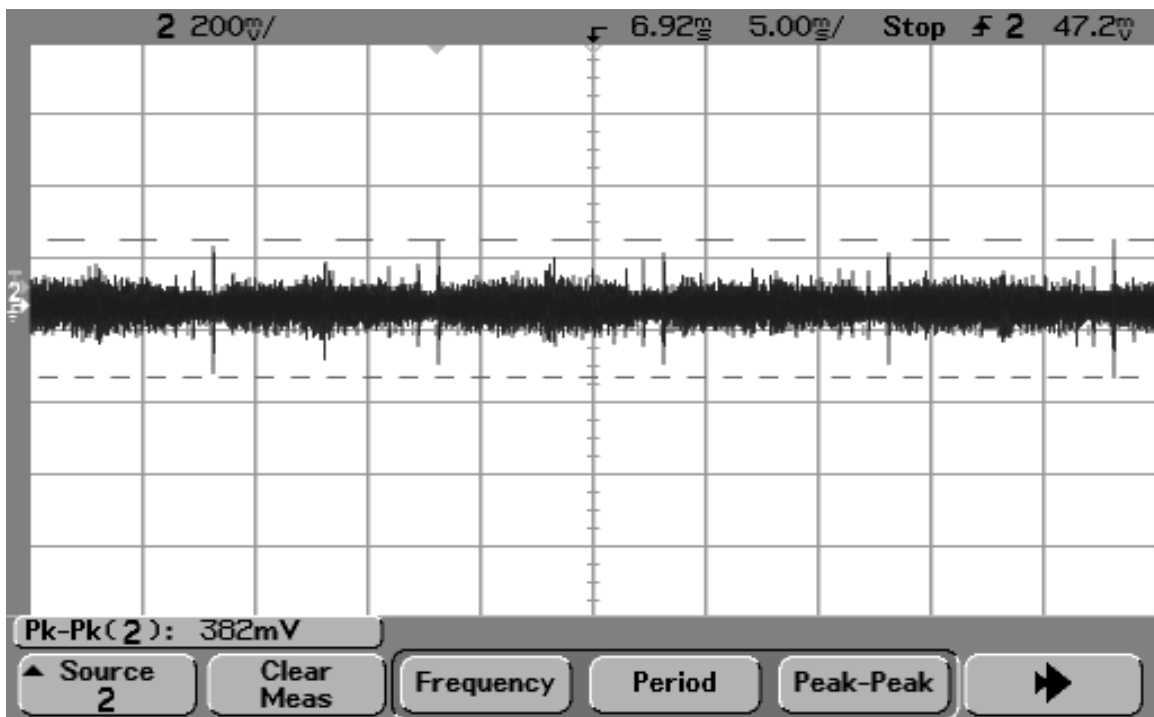 2 200mV/ 6.92ms 5.00ms/ Stop 2 47.2mV
2
Pk-Pk(2): 382mV
Source
2
Clear
Meas
Frequency
Period
Peak-Peak